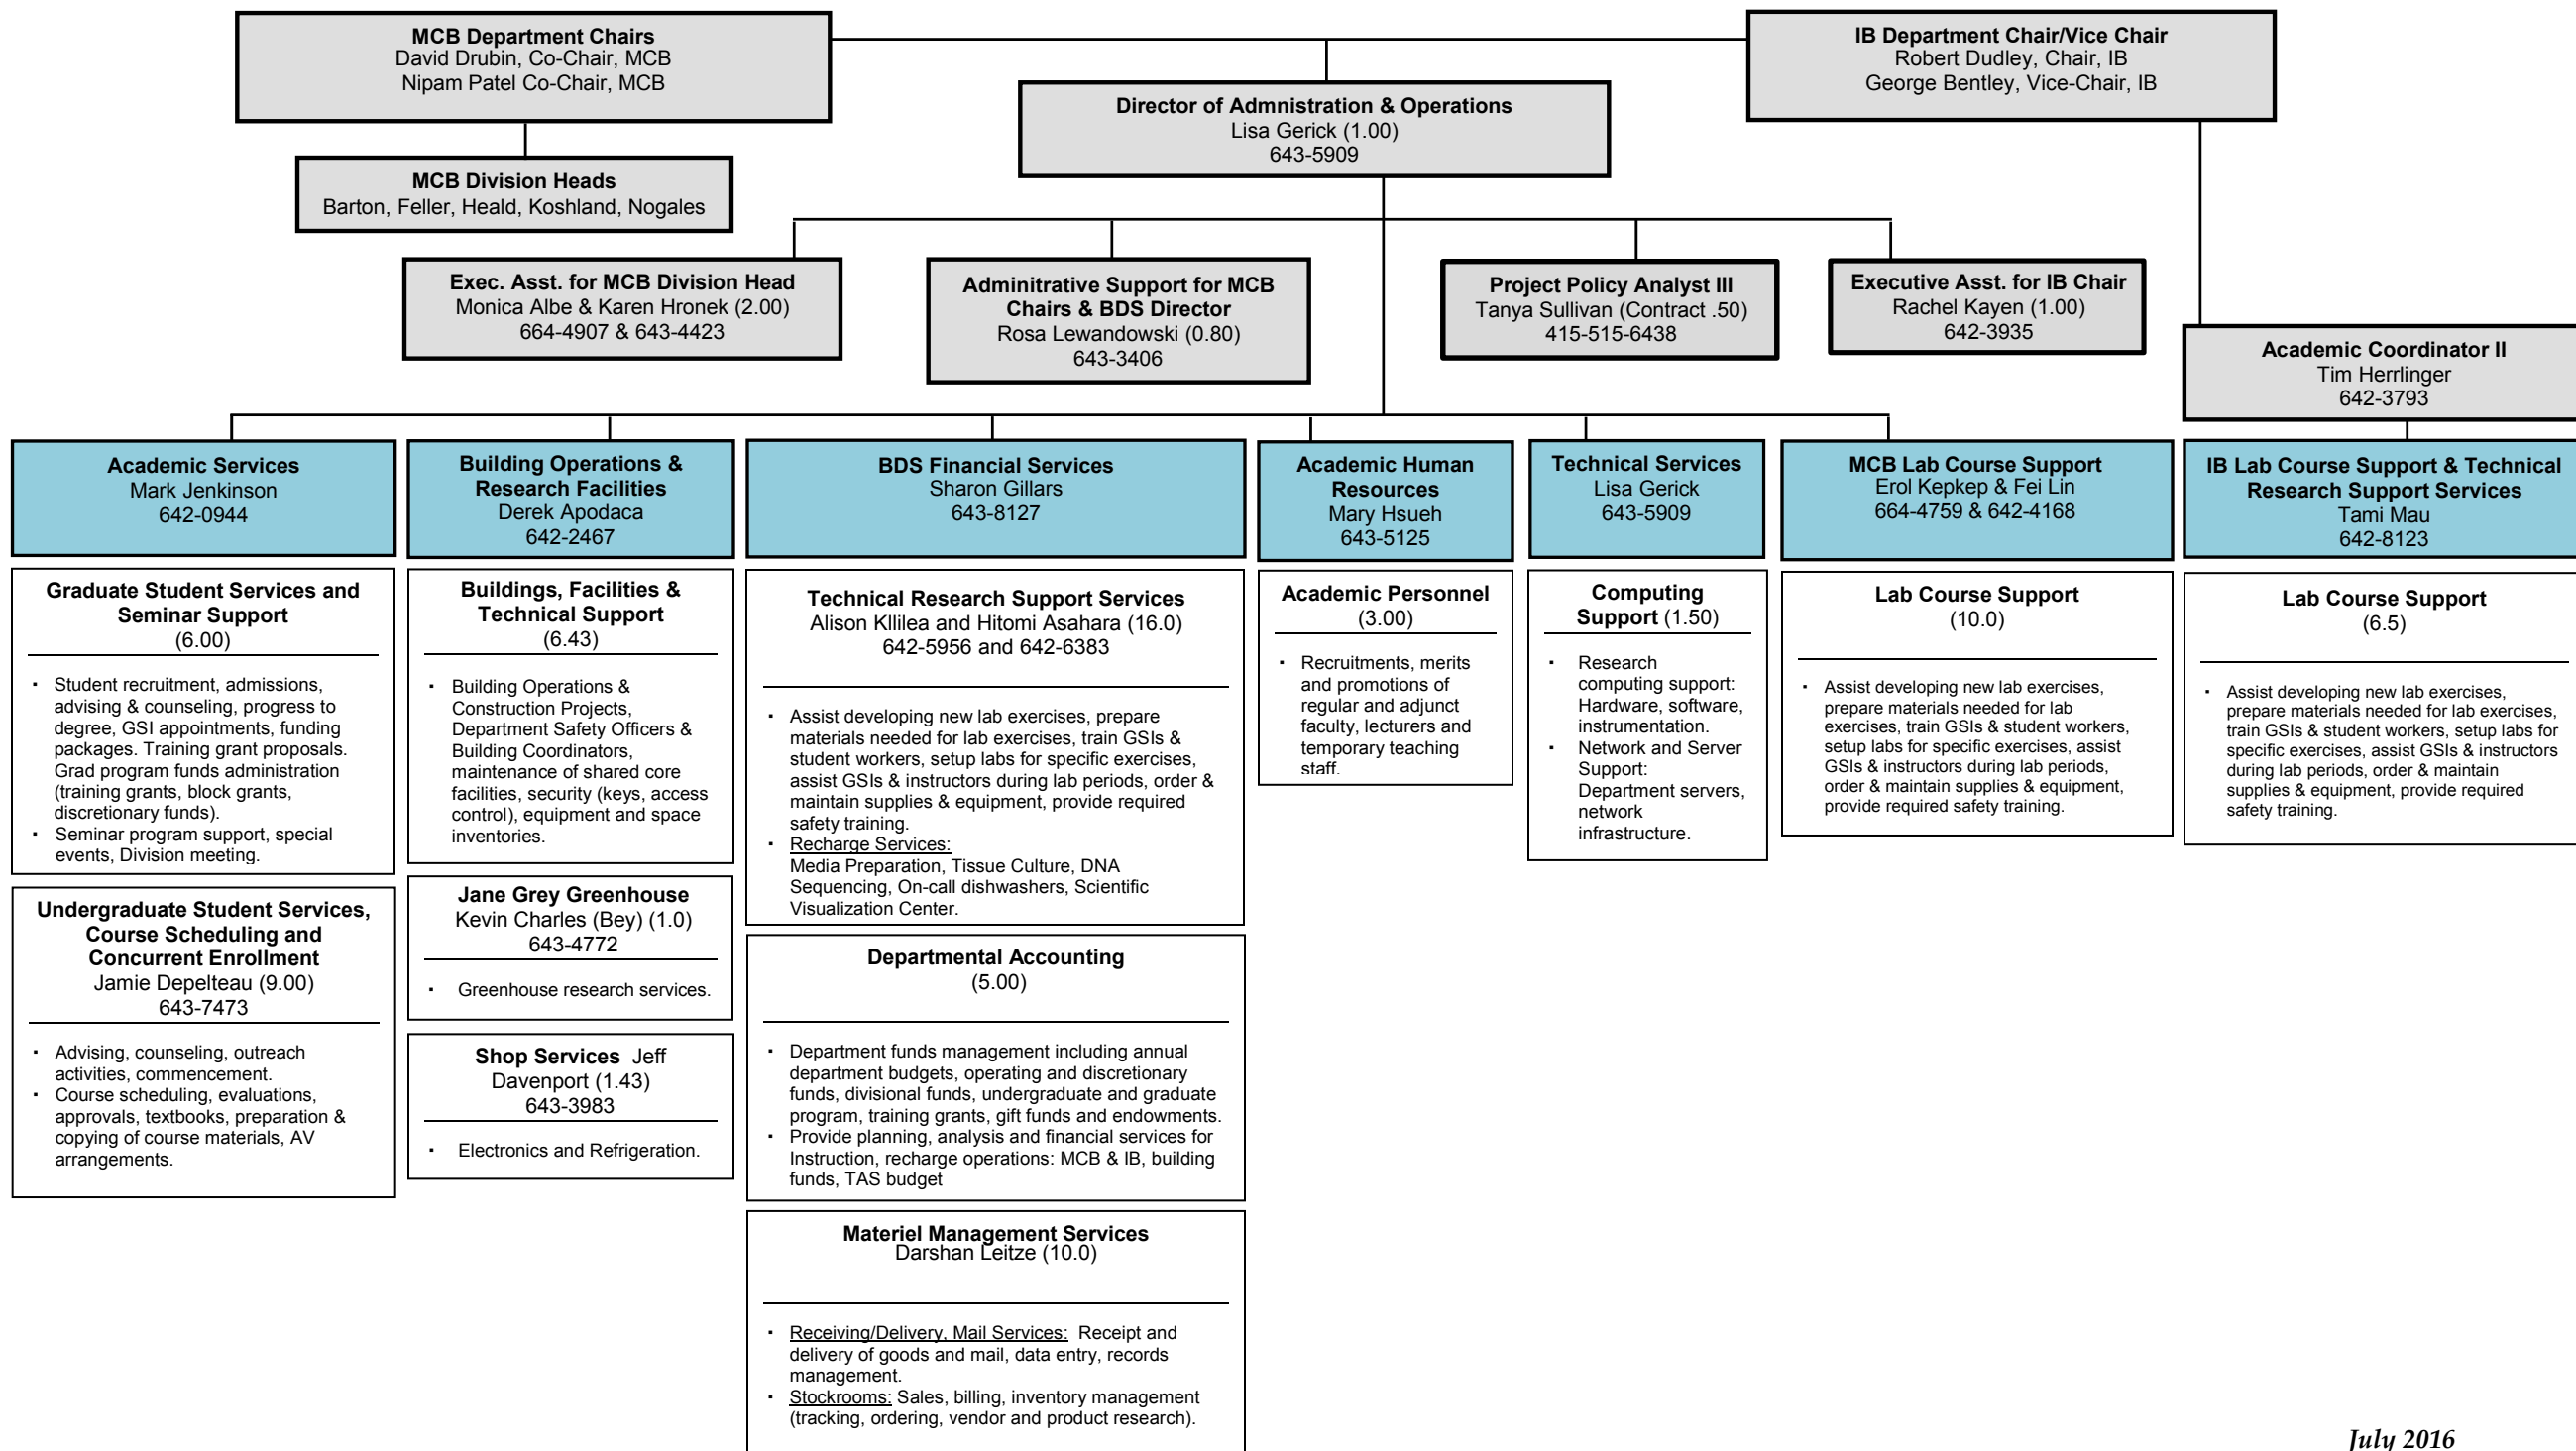 MCB Department Chairs
David Drubin, Co-Chair, MCB
Nipam Patel Co-Chair, MCB
IB Department Chair/Vice Chair
Robert Dudley, Chair, IB
George Bentley, Vice-Chair, IB
Director of Admnistration & Operations
Lisa Gerick (1.00)
643-5909
MCB Division Heads
Barton, Feller, Heald, Koshland, Nogales
Exec. Asst. for MCB Division Head
Monica Albe & Karen Hronek (2.00)
664-4907 & 643-4423
Adminitrative Support for MCB
Chairs & BDS Director
Rosa Lewandowski (0.80)
643-3406
Project Policy Analyst III
Tanya Sullivan (Contract .50)
415-515-6438
Executive Asst. for IB Chair
Rachel Kayen (1.00)
642-3935
Academic Coordinator II
Tim Herrlinger
642-3793
Academic Services
Mark Jenkinson
642-0944
Building Operations &
Research Facilities
Derek Apodaca
642-2467
BDS Financial Services
Sharon Gillars
643-8127
Academic Human
Resources
Mary Hsueh
643-5125
Technical Services
Lisa Gerick
643-5909
MCB Lab Course Support
Erol Kepkep & Fei Lin
664-4759 & 642-4168
IB Lab Course Support & Technical
Research Support Services
Tami Mau
642-8123
Graduate Student Services and
Seminar Support
(6.00)
▪ Student recruitment, admissions,
advising & counseling, progress to
degree, GSI appointments, funding
packages. Training grant proposals.
Grad program funds administration
(training grants, block grants,
discretionary funds).
▪ Seminar program support, special
events, Division meeting.
Undergraduate Student Services,
Course Scheduling and
Concurrent Enrollment
Jamie Depelteau (9.00)
643-7473
▪ Advising, counseling, outreach
activities, commencement.
▪ Course scheduling, evaluations,
approvals, textbooks, preparation &
copying of course materials, AV
arrangements.
Buildings, Facilities &
Technical Support
(6.43)
▪ Building Operations &
Construction Projects,
Department Safety Officers &
Building Coordinators,
maintenance of shared core
facilities, security (keys, access
control), equipment and space
inventories.
Jane Grey Greenhouse
Kevin Charles (Bey) (1.0)
643-4772
▪ Greenhouse research services.
Shop Services Jeff
Davenport (1.43)
643-3983
▪ Electronics and Refrigeration.
Technical Research Support Services
Alison Kllilea and Hitomi Asahara (16.0)
642-5956 and 642-6383
▪ Assist developing new lab exercises, prepare
materials needed for lab exercises, train GSIs &
student workers, setup labs for specific exercises,
assist GSIs & instructors during lab periods, order &
maintain supplies & equipment, provide required
safety training.
▪ Recharge Services:
Media Preparation, Tissue Culture, DNA
Sequencing, On-call dishwashers, Scientific
Visualization Center.
Departmental Accounting
(5.00)
▪ Department funds management including annual
department budgets, operating and discretionary
funds, divisional funds, undergraduate and graduate
program, training grants, gift funds and endowments.
▪ Provide planning, analysis and financial services for
Instruction, recharge operations: MCB & IB, building
funds, TAS budget
Materiel Management Services
Darshan Leitze (10.0)
▪ Receiving/Delivery, Mail Services: Receipt and
delivery of goods and mail, data entry, records
management.
▪ Stockrooms: Sales, billing, inventory management
(tracking, ordering, vendor and product research).
Academic Personnel
(3.00)
▪ Recruitments, merits
and promotions of
regular and adjunct
faculty, lecturers and
temporary teaching
staff.
Computing
Support (1.50)
▪ Research
computing support:
Hardware, software,
instrumentation.
▪ Network and Server
Support:
Department servers,
network
infrastructure.
Lab Course Support
(10.0)
▪ Assist developing new lab exercises,
prepare materials needed for lab
exercises, train GSIs & student workers,
setup labs for specific exercises, assist
GSIs & instructors during lab periods,
order & maintain supplies & equipment,
provide required safety training.
Lab Course Support
(6.5)
▪ Assist developing new lab exercises,
prepare materials needed for lab exercises,
train GSIs & student workers, setup labs for
specific exercises, assist GSIs & instructors
during lab periods, order & maintain
supplies & equipment, provide required
safety training.
July 2016